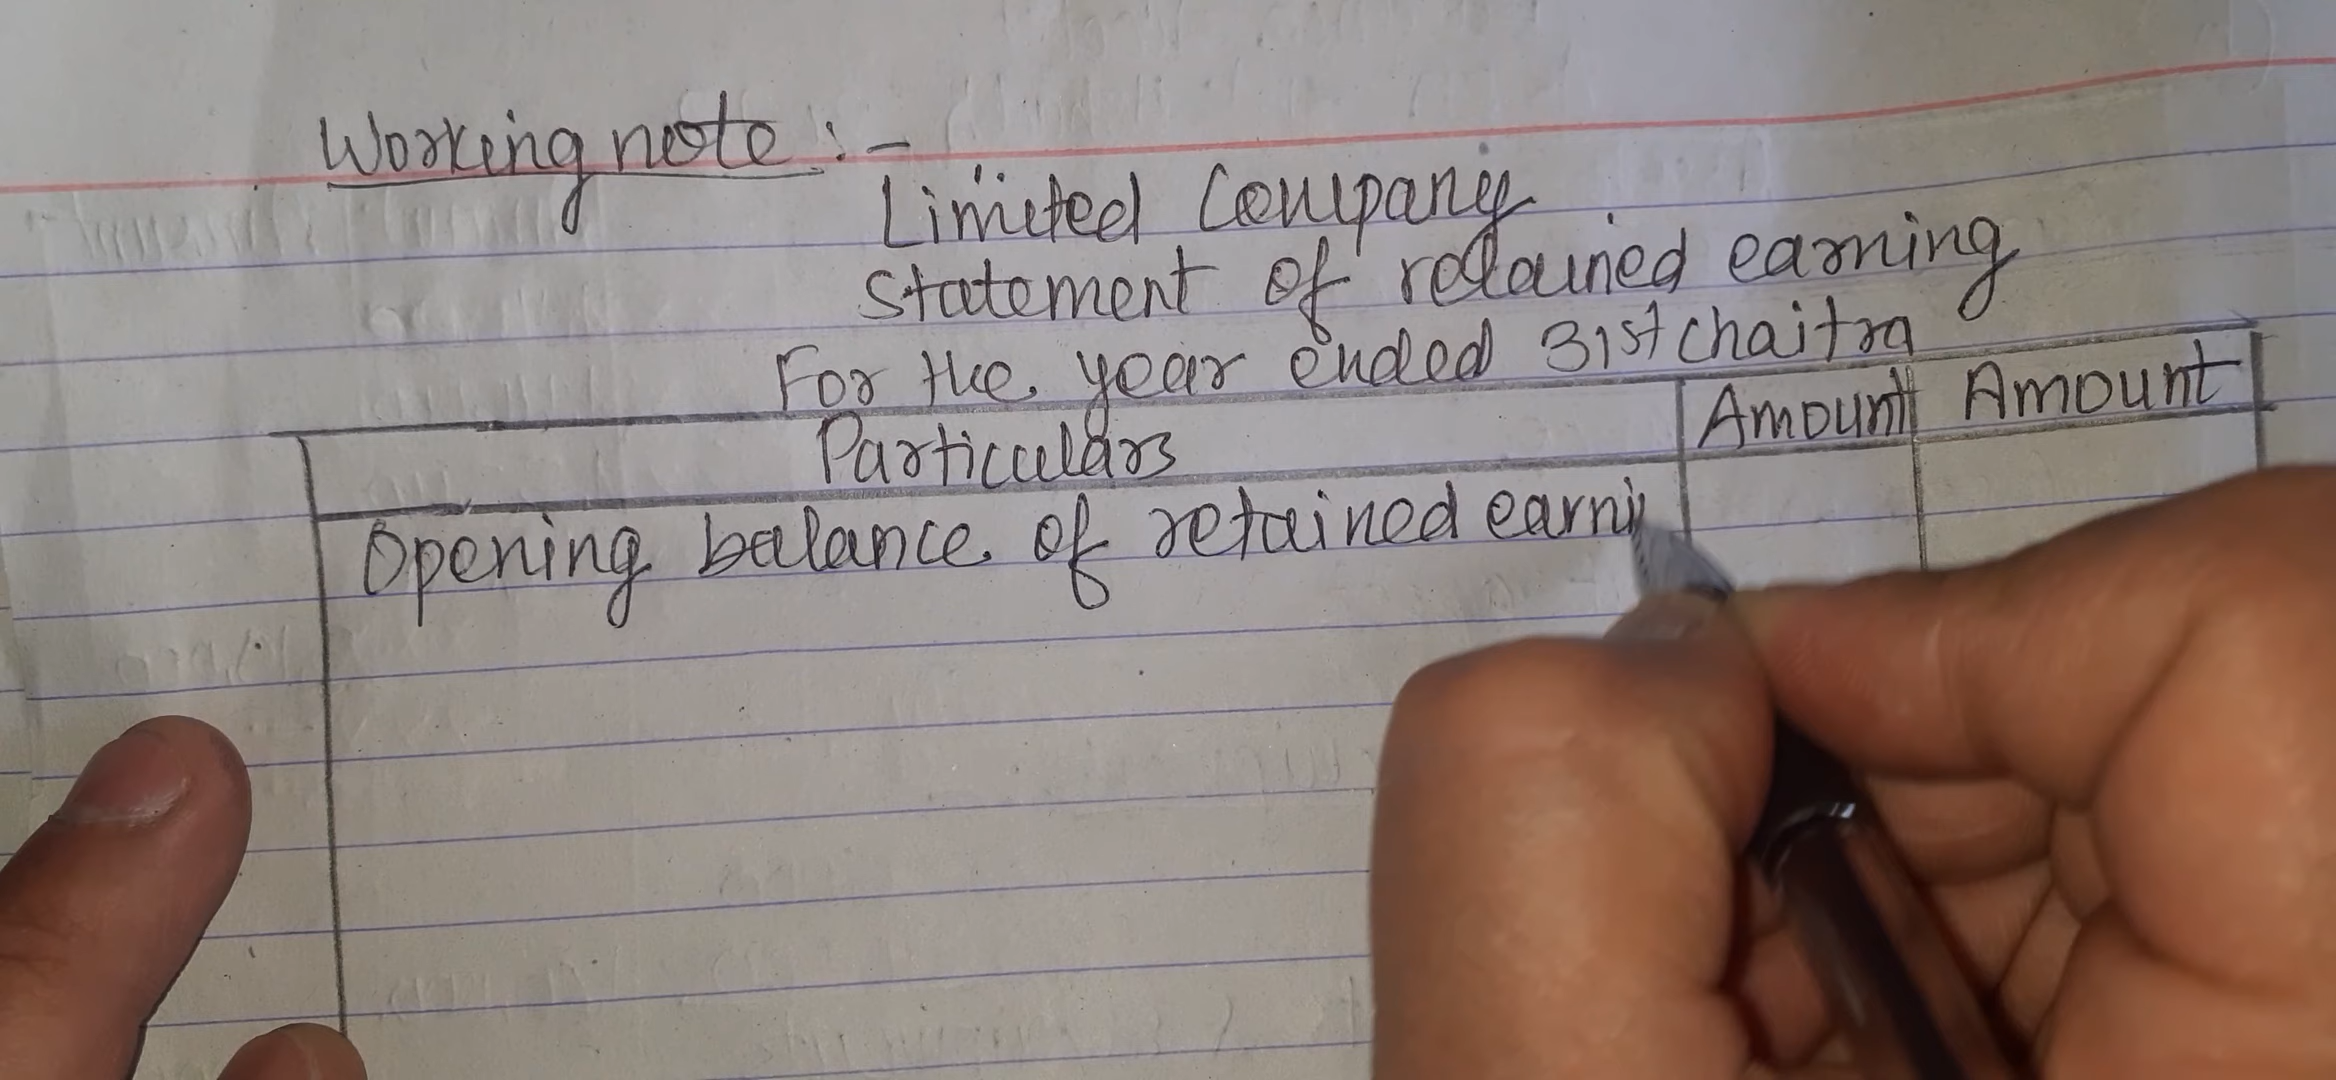 Working note :-
Limited Company
Statement of retained earning
For the year ended 31st chaitra
Particulars Amount Amount
Opening balance of retained earni